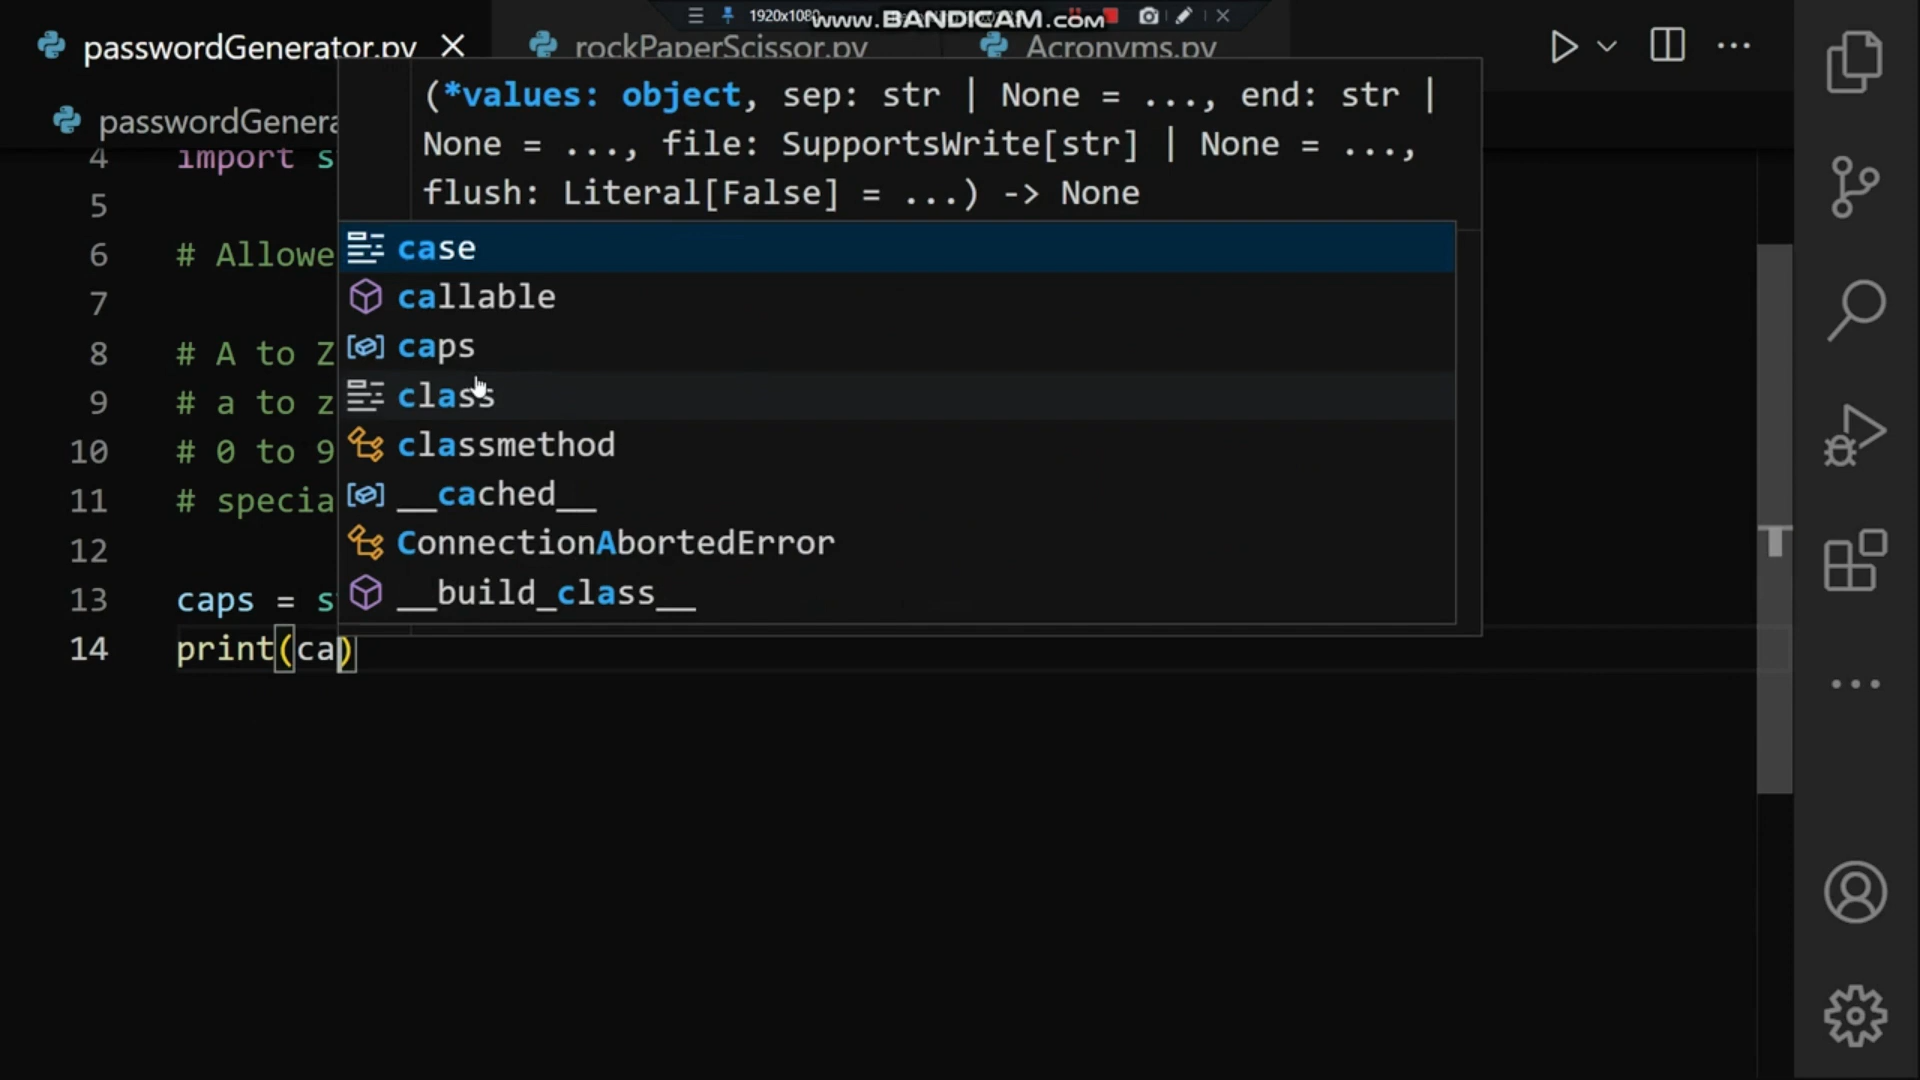 1920x1080
www.BANDICAM.com
passwordGenerator.py
rockPaperScissor.py
Acronyms.py
passwordGenera
(*values: object, sep: str | None = ..., end: str |
None = ..., file: SupportsWrite[str] | None = ...,
flush: Literal[False] = ...) -> None
4 import s
5
6 # Allowe
7
8 # A to Z
9 # a to z
10 # 0 to 9
11 # specia
12
13 caps = s
14 print(ca)
case
callable
caps
class
classmethod
__cached__
ConnectionAbortedError
__build_class__